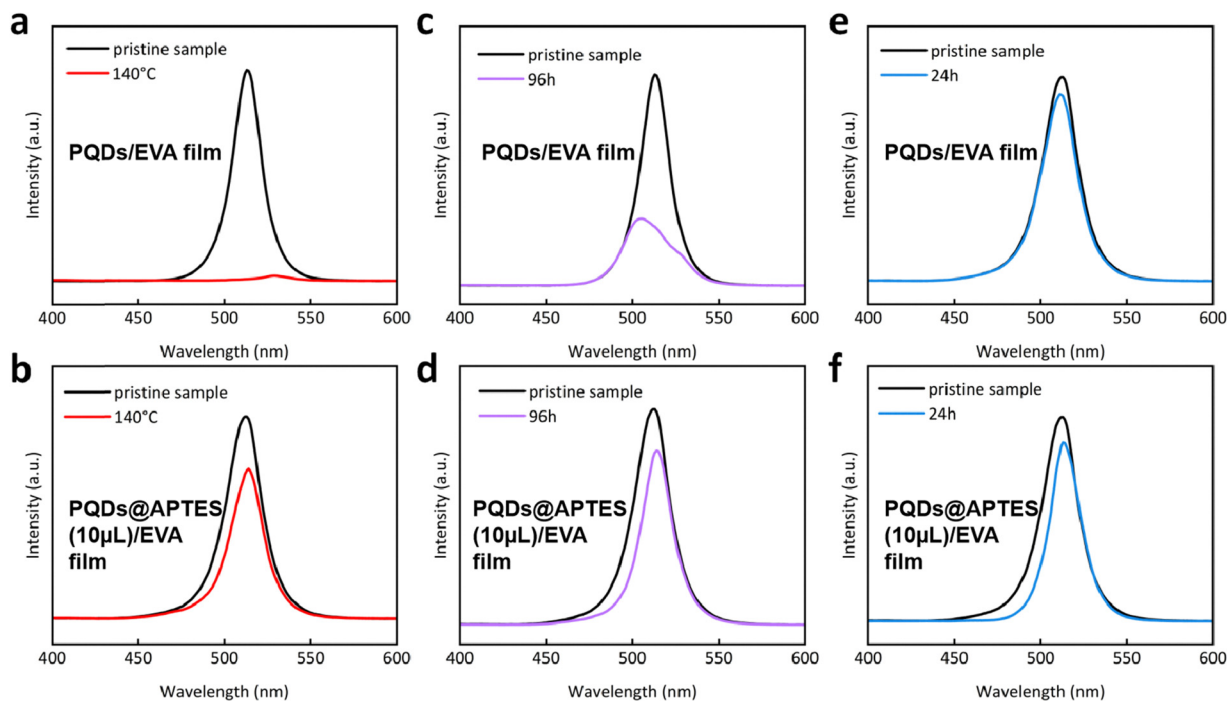 a
pristine sample
140°C
PQDs/EVA film
Intensity (a.u.)
400 450 500 550 600
Wavelength (nm)
c
pristine sample
96h
PQDs/EVA film
Intensity (a.u.)
400 450 500 550 600
Wavelength (nm)
e
pristine sample
24h
PQDs/EVA film
Intensity (a.u.)
400 450 500 550 600
Wavelength (nm)
b
pristine sample
140°C
PQDs@APTES
(10μL)/EVA
film
Intensity (a.u.)
400 450 500 550 600
Wavelength (nm)
d
pristine sample
96h
PQDs@APTES
(10μL)/EVA
film
Intensity (a.u.)
400 450 500 550 600
Wavelength (nm)
f
pristine sample
24h
PQDs@APTES
(10μL)/EVA
film
Intensity (a.u.)
400 450 500 550 600
Wavelength (nm)